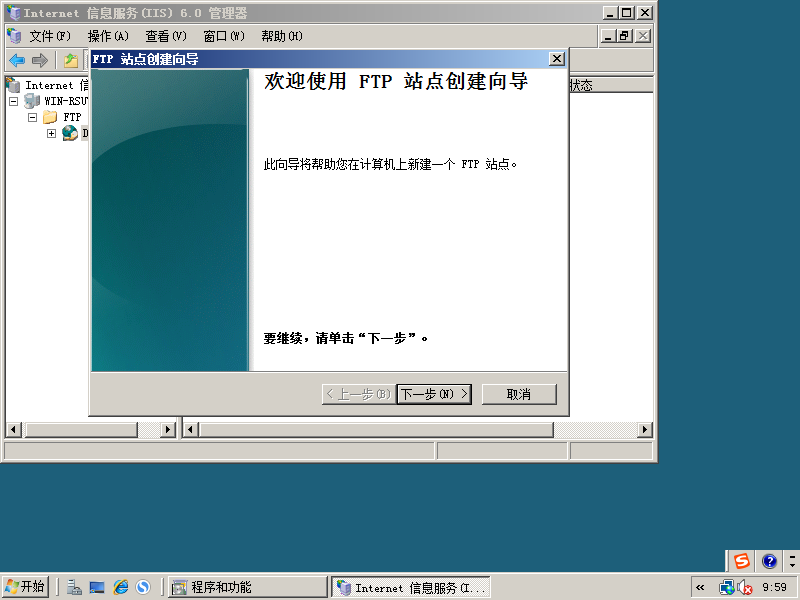 Internet 信息服务(IIS) 6.0 管理器
文件(F) 操作(A) 查看(V) 窗口(W) 帮助(H)
FTP 站点创建向导
欢迎使用 FTP 站点创建向导
Internet 信
状态
WIN-RSU
FTP
D
此向导将帮助您在计算机上新建一个 FTP 站点。
要继续，请单击“下一步”。
< 上一步(B) 下一步(N) > 取消
开始 程序和功能 Internet 信息服务(I... « 9:59